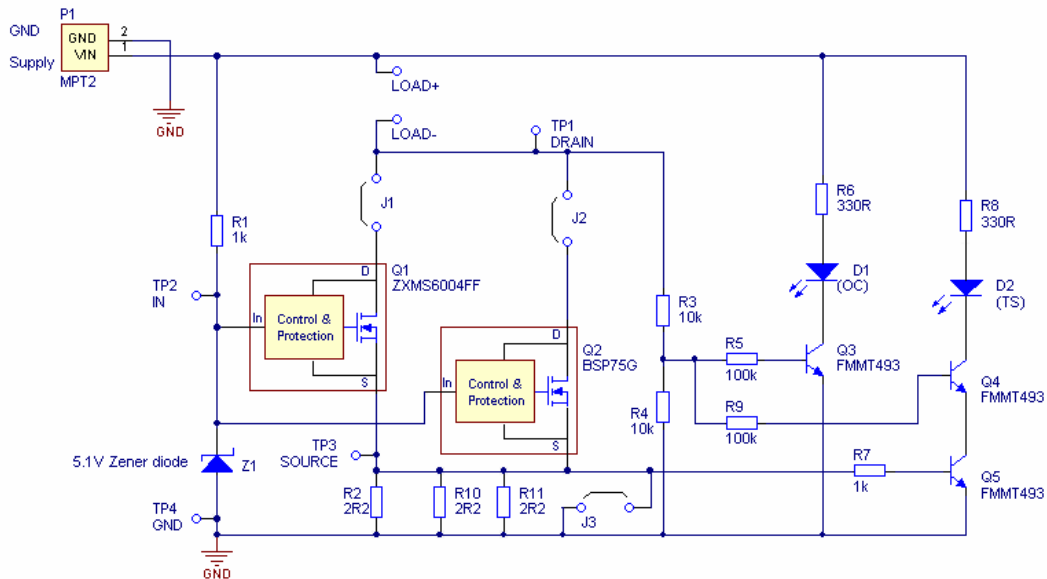 P1
GND
GND
2
VIN
1
Supply
MPT2
GND
LOAD+
LOAD-
TP1
DRAIN
J1
J2
R1
1k
R6
330R
R8
330R
TP2
IN
D
Q1
ZXMS6004FF
In
Control &
Protection
S
D1
(OC)
D2
(TS)
R3
10k
D
Q2
BSP75G
In
Control &
Protection
S
R5
100k
Q3
FMMT493
R4
10k
R9
100k
Q4
FMMT493
5.1V Zener diode
Z1
TP3
SOURCE
R7
1k
Q5
FMMT493
R2
2R2
R10
2R2
R11
2R2
J3
TP4
GND
GND